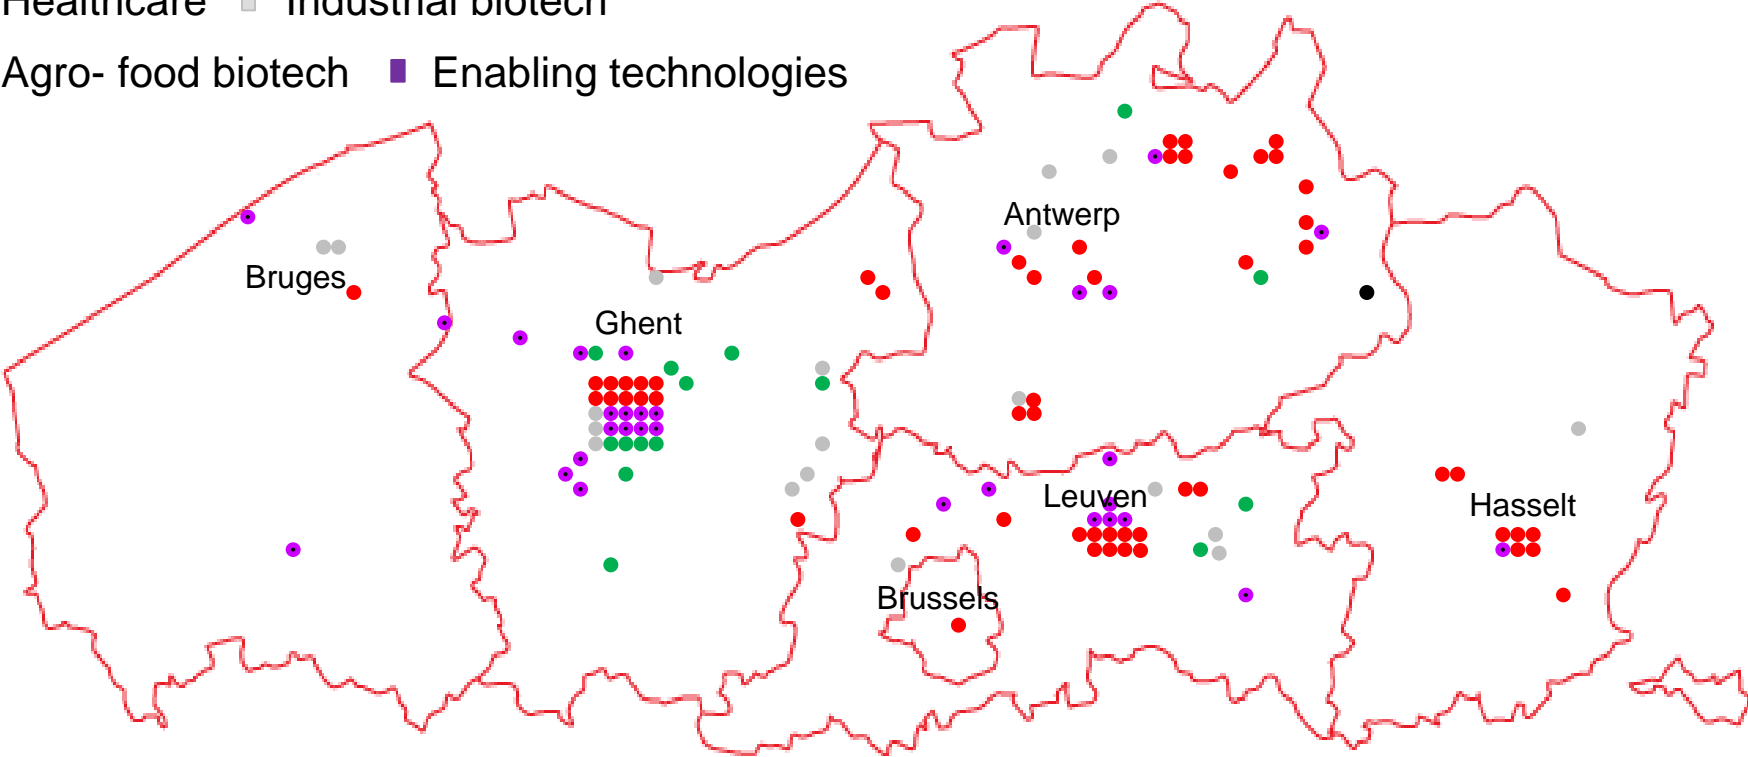 Healthcare Industrial biotech
Agro- food biotech Enabling technologies
Antwerp
Bruges
Ghent
Leuven
Hasselt
Brussels